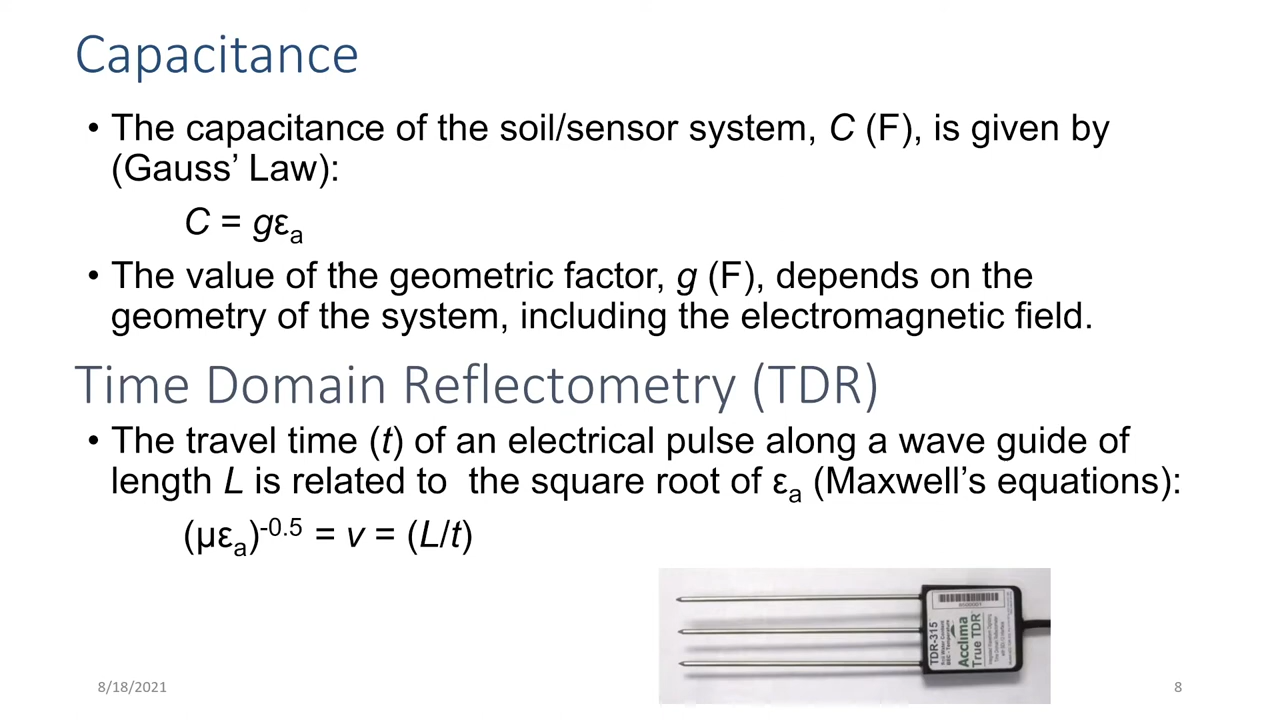 Capacitance
• The capacitance of the soil/sensor system, C (F), is given by
(Gauss’ Law):
C = gεa
• The value of the geometric factor, g (F), depends on the
geometry of the system, including the electromagnetic field.
Time Domain Reflectometry (TDR)
• The travel time (t) of an electrical pulse along a wave guide of
length L is related to  the square root of εa (Maxwell’s equations):
(μεa)-0.5 = v = (L/t)
TDR-315
Acclima
True TDR
8/18/2021
8